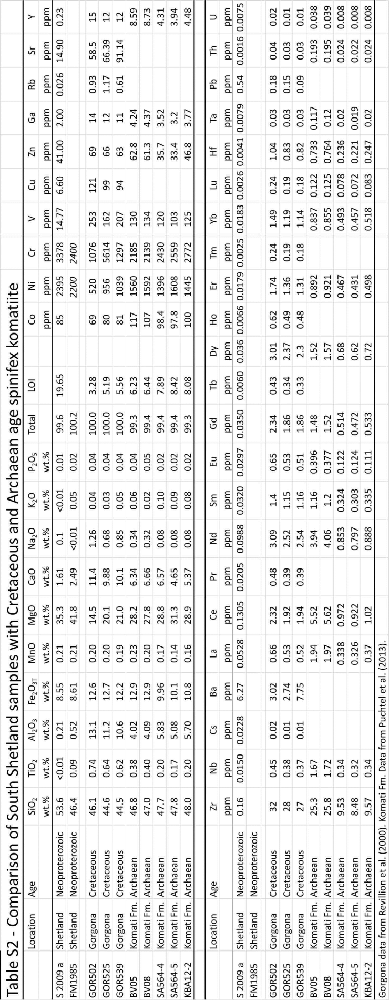 Table S2 - Comparison of South Shetland samples with Cretaceous and Archaean age spinifex komatiite
Location Age SiO2 TiO2 Al2O3 Fe2O3T MnO MgO CaO Na2O K2O P2O5 Total LOI Co Ni Cr V Cu Zn Ga Rb Sr Y
wt.% wt.% wt.% wt.% wt.% wt.% wt.% wt.% wt.% wt.% ppm ppm ppm ppm ppm ppm ppm ppm ppm ppm
S 2009 a Shetland Neoproterozoic 53.6 <0.01 0.21 8.55 0.21 35.3 1.61 0.1 <0.01 0.01 99.6 19.65 85 2395 3378 14.77 6.60 41.00 2.00 0.026 14.90 0.23
FM1985 Shetland Neoproterozoic 46.4 0.09 0.52 8.61 0.21 41.8 2.49 <0.01 0.05 0.02 100.2 2200 2400
GOR502 Gorgona Cretaceous 46.1 0.74 13.1 12.6 0.20 14.5 11.4 1.26 0.04 0.04 100.0 3.28 69 520 1076 253 121 69 14 0.93 58.5 15
GOR525 Gorgona Cretaceous 44.6 0.64 11.2 12.7 0.20 20.1 9.88 0.68 0.03 0.04 100.0 5.19 80 956 5614 162 99 66 12 1.17 66.39 12
GOR539 Gorgona Cretaceous 44.5 0.62 10.6 12.2 0.19 21.0 10.1 0.85 0.05 0.04 100.0 5.56 81 1039 1297 207 94 63 11 0.61 91.14 12
BV05 Komati Fm. Archaean 46.8 0.38 4.02 12.9 0.23 28.2 6.34 0.34 0.06 0.04 99.3 6.23 117 1560 2185 130 62.8 4.24 8.59
BV08 Komati Fm. Archaean 47.0 0.40 4.09 12.9 0.20 27.8 6.66 0.32 0.02 0.05 99.4 6.44 107 1592 2139 134 61.3 4.37 8.73
SA564-4 Komati Fm. Archaean 47.7 0.20 5.83 9.96 0.17 28.8 6.57 0.08 0.10 0.02 99.4 7.89 98.4 1396 2430 120 35.7 3.52 4.31
SA564-5 Komati Fm. Archaean 47.8 0.17 5.08 10.1 0.14 31.3 4.65 0.08 0.09 0.02 99.4 8.42 97.8 1608 2559 103 33.4 3.2 3.94
KBA12-2 Komati Fm. Archaean 48.0 0.20 5.70 10.8 0.16 28.9 5.37 0.08 0.08 0.02 99.3 8.08 100 1445 2772 125 46.8 3.77 4.48
Location Age Zr Nb Cs Ba La Ce Pr Nd Sm Eu Gd Tb Dy Ho Er Tm Yb Lu Hf Ta Pb Th U
ppm ppm ppm ppm ppm ppm ppm ppm ppm ppm ppm ppm ppm ppm ppm ppm ppm ppm ppm ppm ppm ppm ppm
S 2009 a Shetland Neoproterozoic 0.16 0.0150 0.0228 6.27 0.0528 0.1305 0.0205 0.0988 0.0320 0.0297 0.0350 0.0060 0.036 0.0066 0.0179 0.0025 0.0183 0.0026 0.0041 0.0079 0.54 0.0016 0.0075
FM1985 Shetland Neoproterozoic
GOR502 Gorgona Cretaceous 32 0.45 0.02 3.02 0.66 2.32 0.48 3.09 1.4 0.65 2.34 0.43 3.01 0.62 1.74 0.24 1.49 0.24 1.04 0.03 0.18 0.04 0.02
GOR525 Gorgona Cretaceous 28 0.38 0.01 2.74 0.53 1.92 0.39 2.52 1.15 0.53 1.86 0.34 2.37 0.49 1.36 0.19 1.19 0.19 0.83 0.03 0.15 0.03 0.01
GOR539 Gorgona Cretaceous 27 0.37 0.01 7.75 0.52 1.94 0.39 2.54 1.16 0.51 1.86 0.33 2.3 0.48 1.31 0.18 1.14 0.18 0.82 0.03 0.09 0.03 0.01
BV05 Komati Fm. Archaean 25.3 1.67 1.94 5.52 3.94 1.16 0.396 1.48 1.52 0.892 0.837 0.122 0.733 0.117 0.193 0.038
BV08 Komati Fm. Archaean 25.8 1.72 1.97 5.62 4.06 1.2 0.377 1.52 1.57 0.921 0.855 0.125 0.764 0.12 0.195 0.039
SA564-4 Komati Fm. Archaean 9.53 0.34 0.338 0.972 0.853 0.324 0.122 0.514 0.68 0.467 0.493 0.078 0.236 0.02 0.024 0.008
SA564-5 Komati Fm. Archaean 8.48 0.32 0.326 0.922 0.797 0.303 0.124 0.472 0.62 0.431 0.457 0.072 0.221 0.019 0.022 0.008
KBA12-2 Komati Fm. Archaean 9.57 0.34 0.37 1.02 0.888 0.335 0.111 0.533 0.72 0.498 0.518 0.083 0.247 0.02 0.024 0.008
Gorgona data from Revillion et al. (2000). Komati Fm. Data from Puchtel et al. (2013).